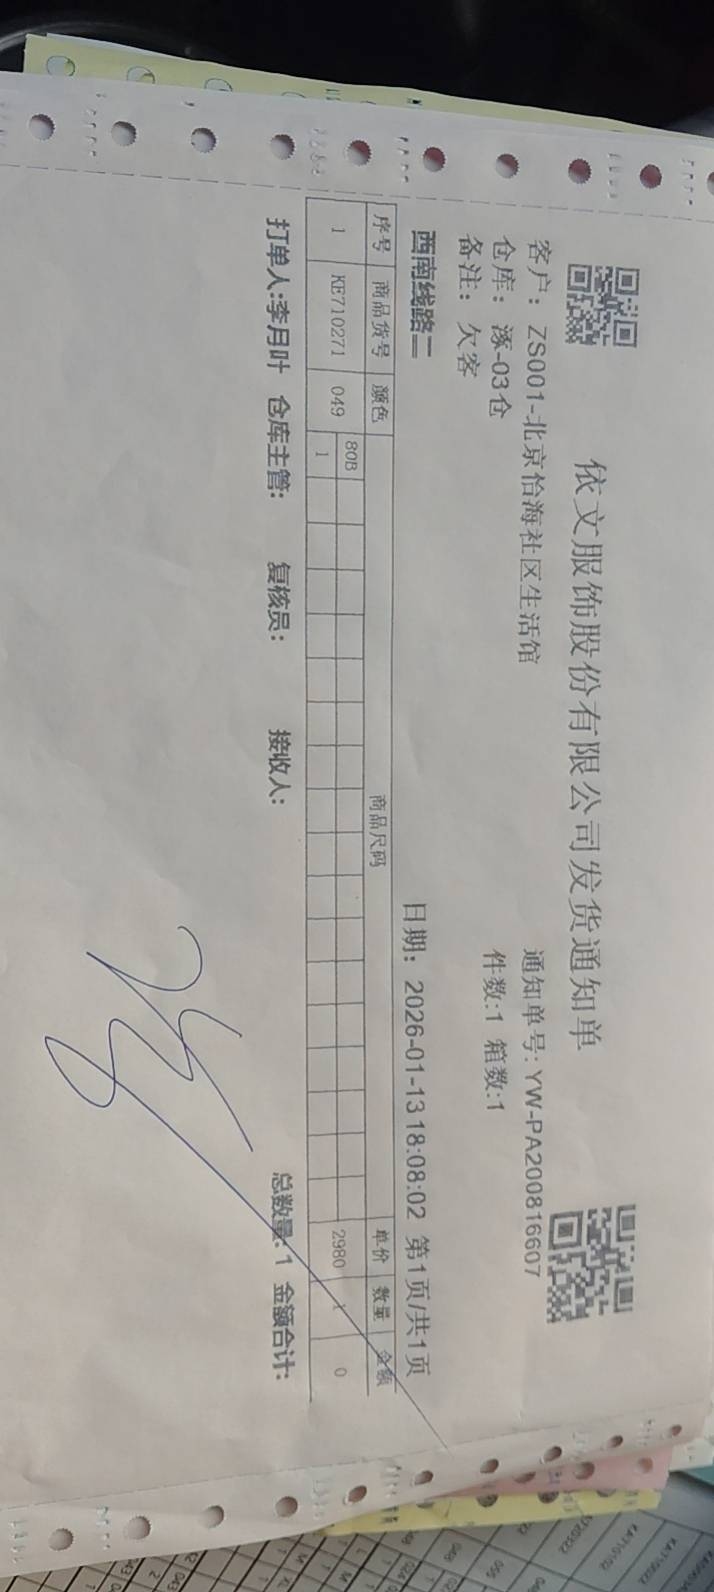 依文服饰股份有限公司发货通知单
客户: ZS001-北京怡海社区生活馆 通知单号: YW-PA200816607
仓库: 涿-03仓 件数:1 箱数:1
备注: 欠客
西南线路二 日期: 2026-01-13 18:08:02 第1页/共1页
序号 商品货号 颜色 商品尺码 单价 数量 金额
80B
1 KE710271 049 1 2980 1 0
打单人:李月叶 仓库主管: 复核员: 接收人: 总数量: 1 金额合计: